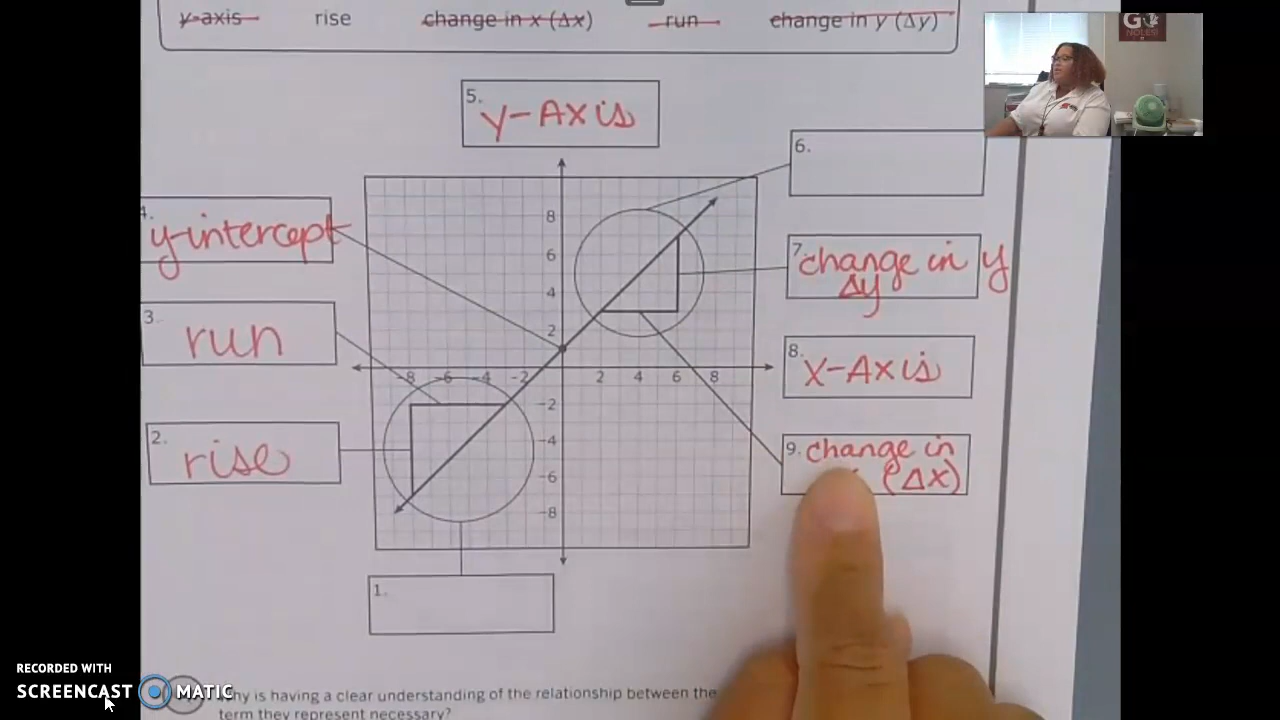 y-axis rise change in x (Δx) run change in y (Δy)
5. y-Axis
6.
4. y-intercept
7. change in y
Δy
3. run
8. X-Axis
2. rise
9. change in
(Δx)
8
6
4
2
-8 -6 -4 -2 2 4 6 8
-2
-4
-6
-8
1.
why is having a clear understanding of the relationship between the
term they represent necessary?
RECORDED WITH
SCREENCAST MATIC
NOLES!